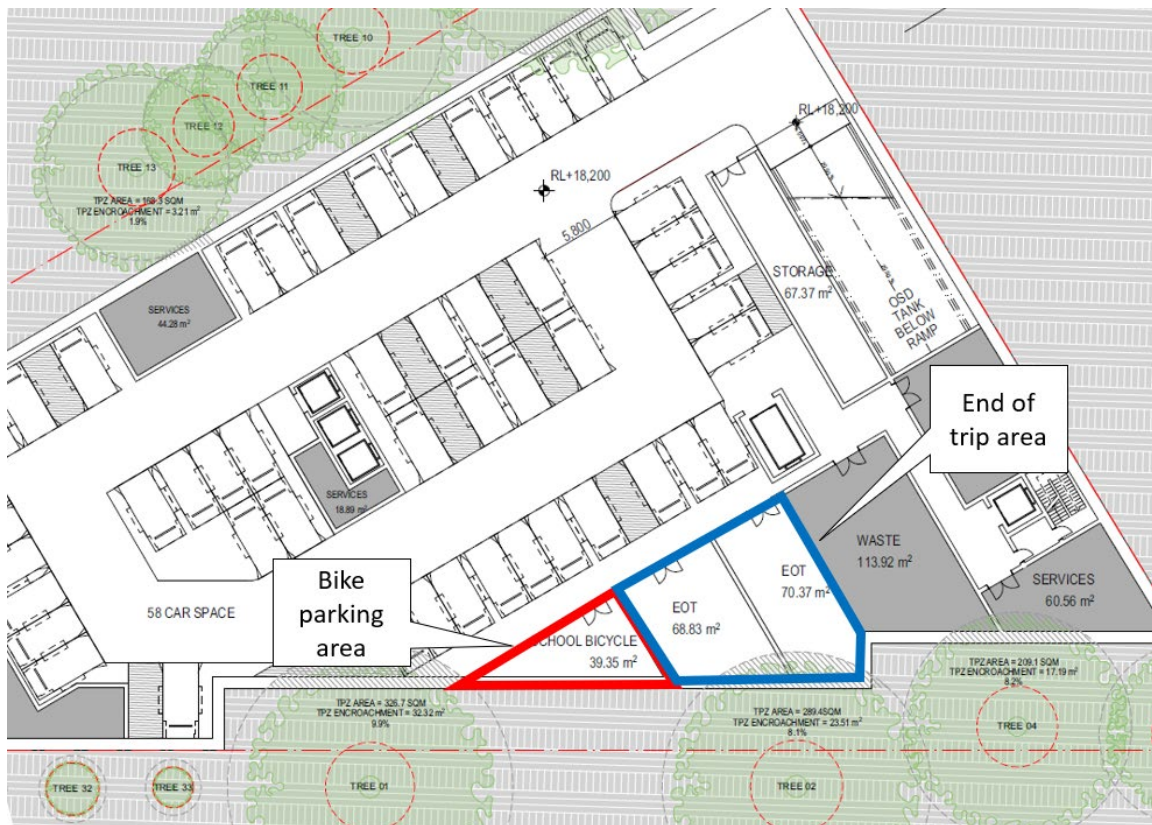 TREE 10
TREE 11
TREE 12
TREE 13
TPZ AREA = 168.3 SQM
TPZ ENCROACHMENT = 3.21 m²
1.9%
RL+18,200
RL+18,200
5,800
SERVICES
44.28 m²
STORAGE
67.37 m²
OSD
TANK
BELOW
RAMP
End of
trip area
SERVICES
18.89 m²
WASTE
113.92 m²
EOT
70.37 m²
SERVICES
60.56 m²
Bike
parking
area
58 CAR SPACE
EOT
68.83 m²
CHOOL BICYCLE
39.35 m²
TPZ AREA = 326.7 SQM
TPZ ENCROACHMENT = 32.32 m²
9.9%
TPZ AREA = 289.4SQM
TPZ ENCROACHMENT = 23.51 m²
8.1%
TPZ AREA = 209.1 SQM
TPZ ENCROACHMENT = 17.19 m²
8.2%
TREE 04
TREE 32
TREE 33
TREE 01
TREE 02